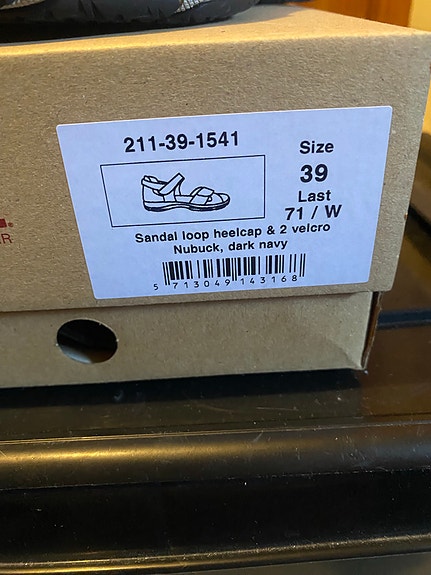 211-39-1541
Size
39
Last
71 / W
Sandal loop heelcap & 2 velcro
Nubuck, dark navy
5 713049 143168